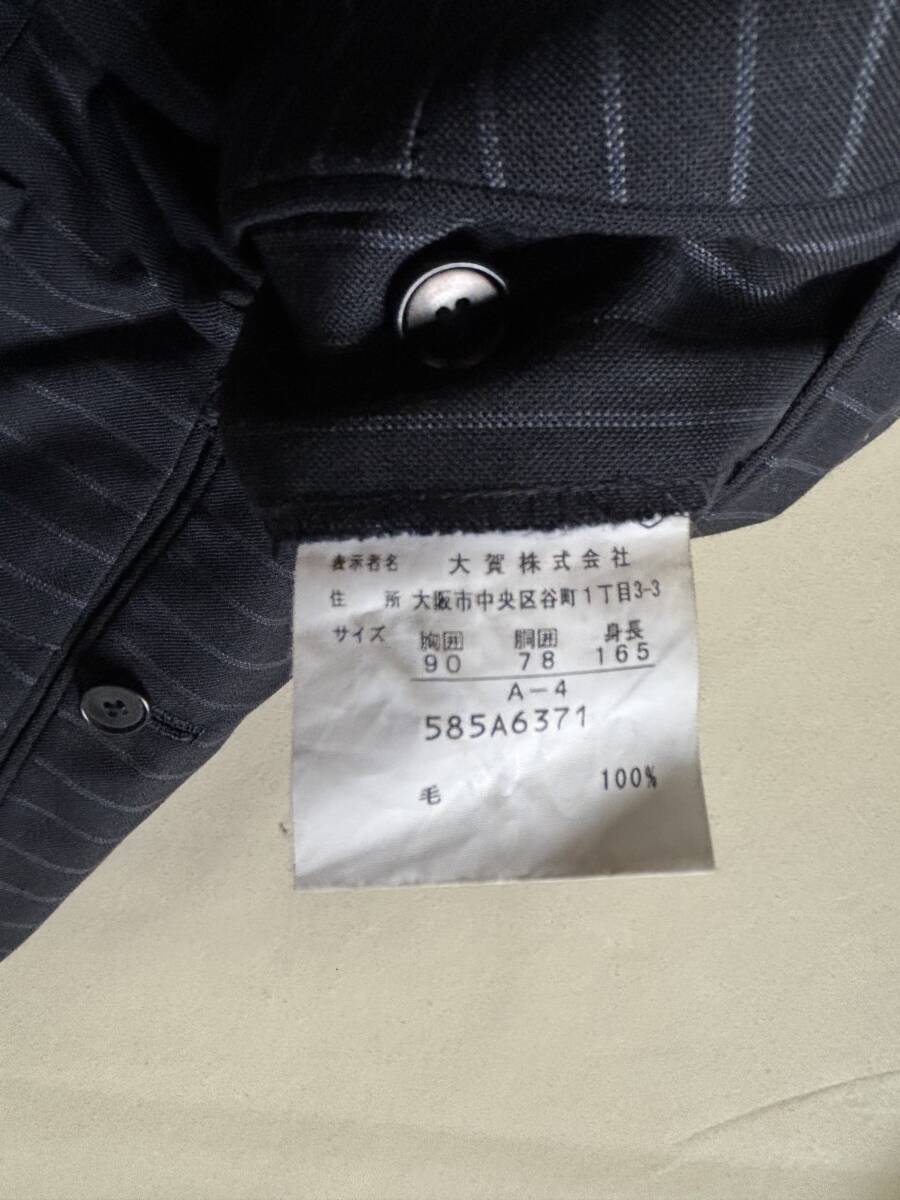 表示者名 大賀株式会社
住所 大阪市中央区谷町1丁目3-3
サイズ 胸囲 胴囲 身長
90 78 165
A-4
585A6371
毛 100%